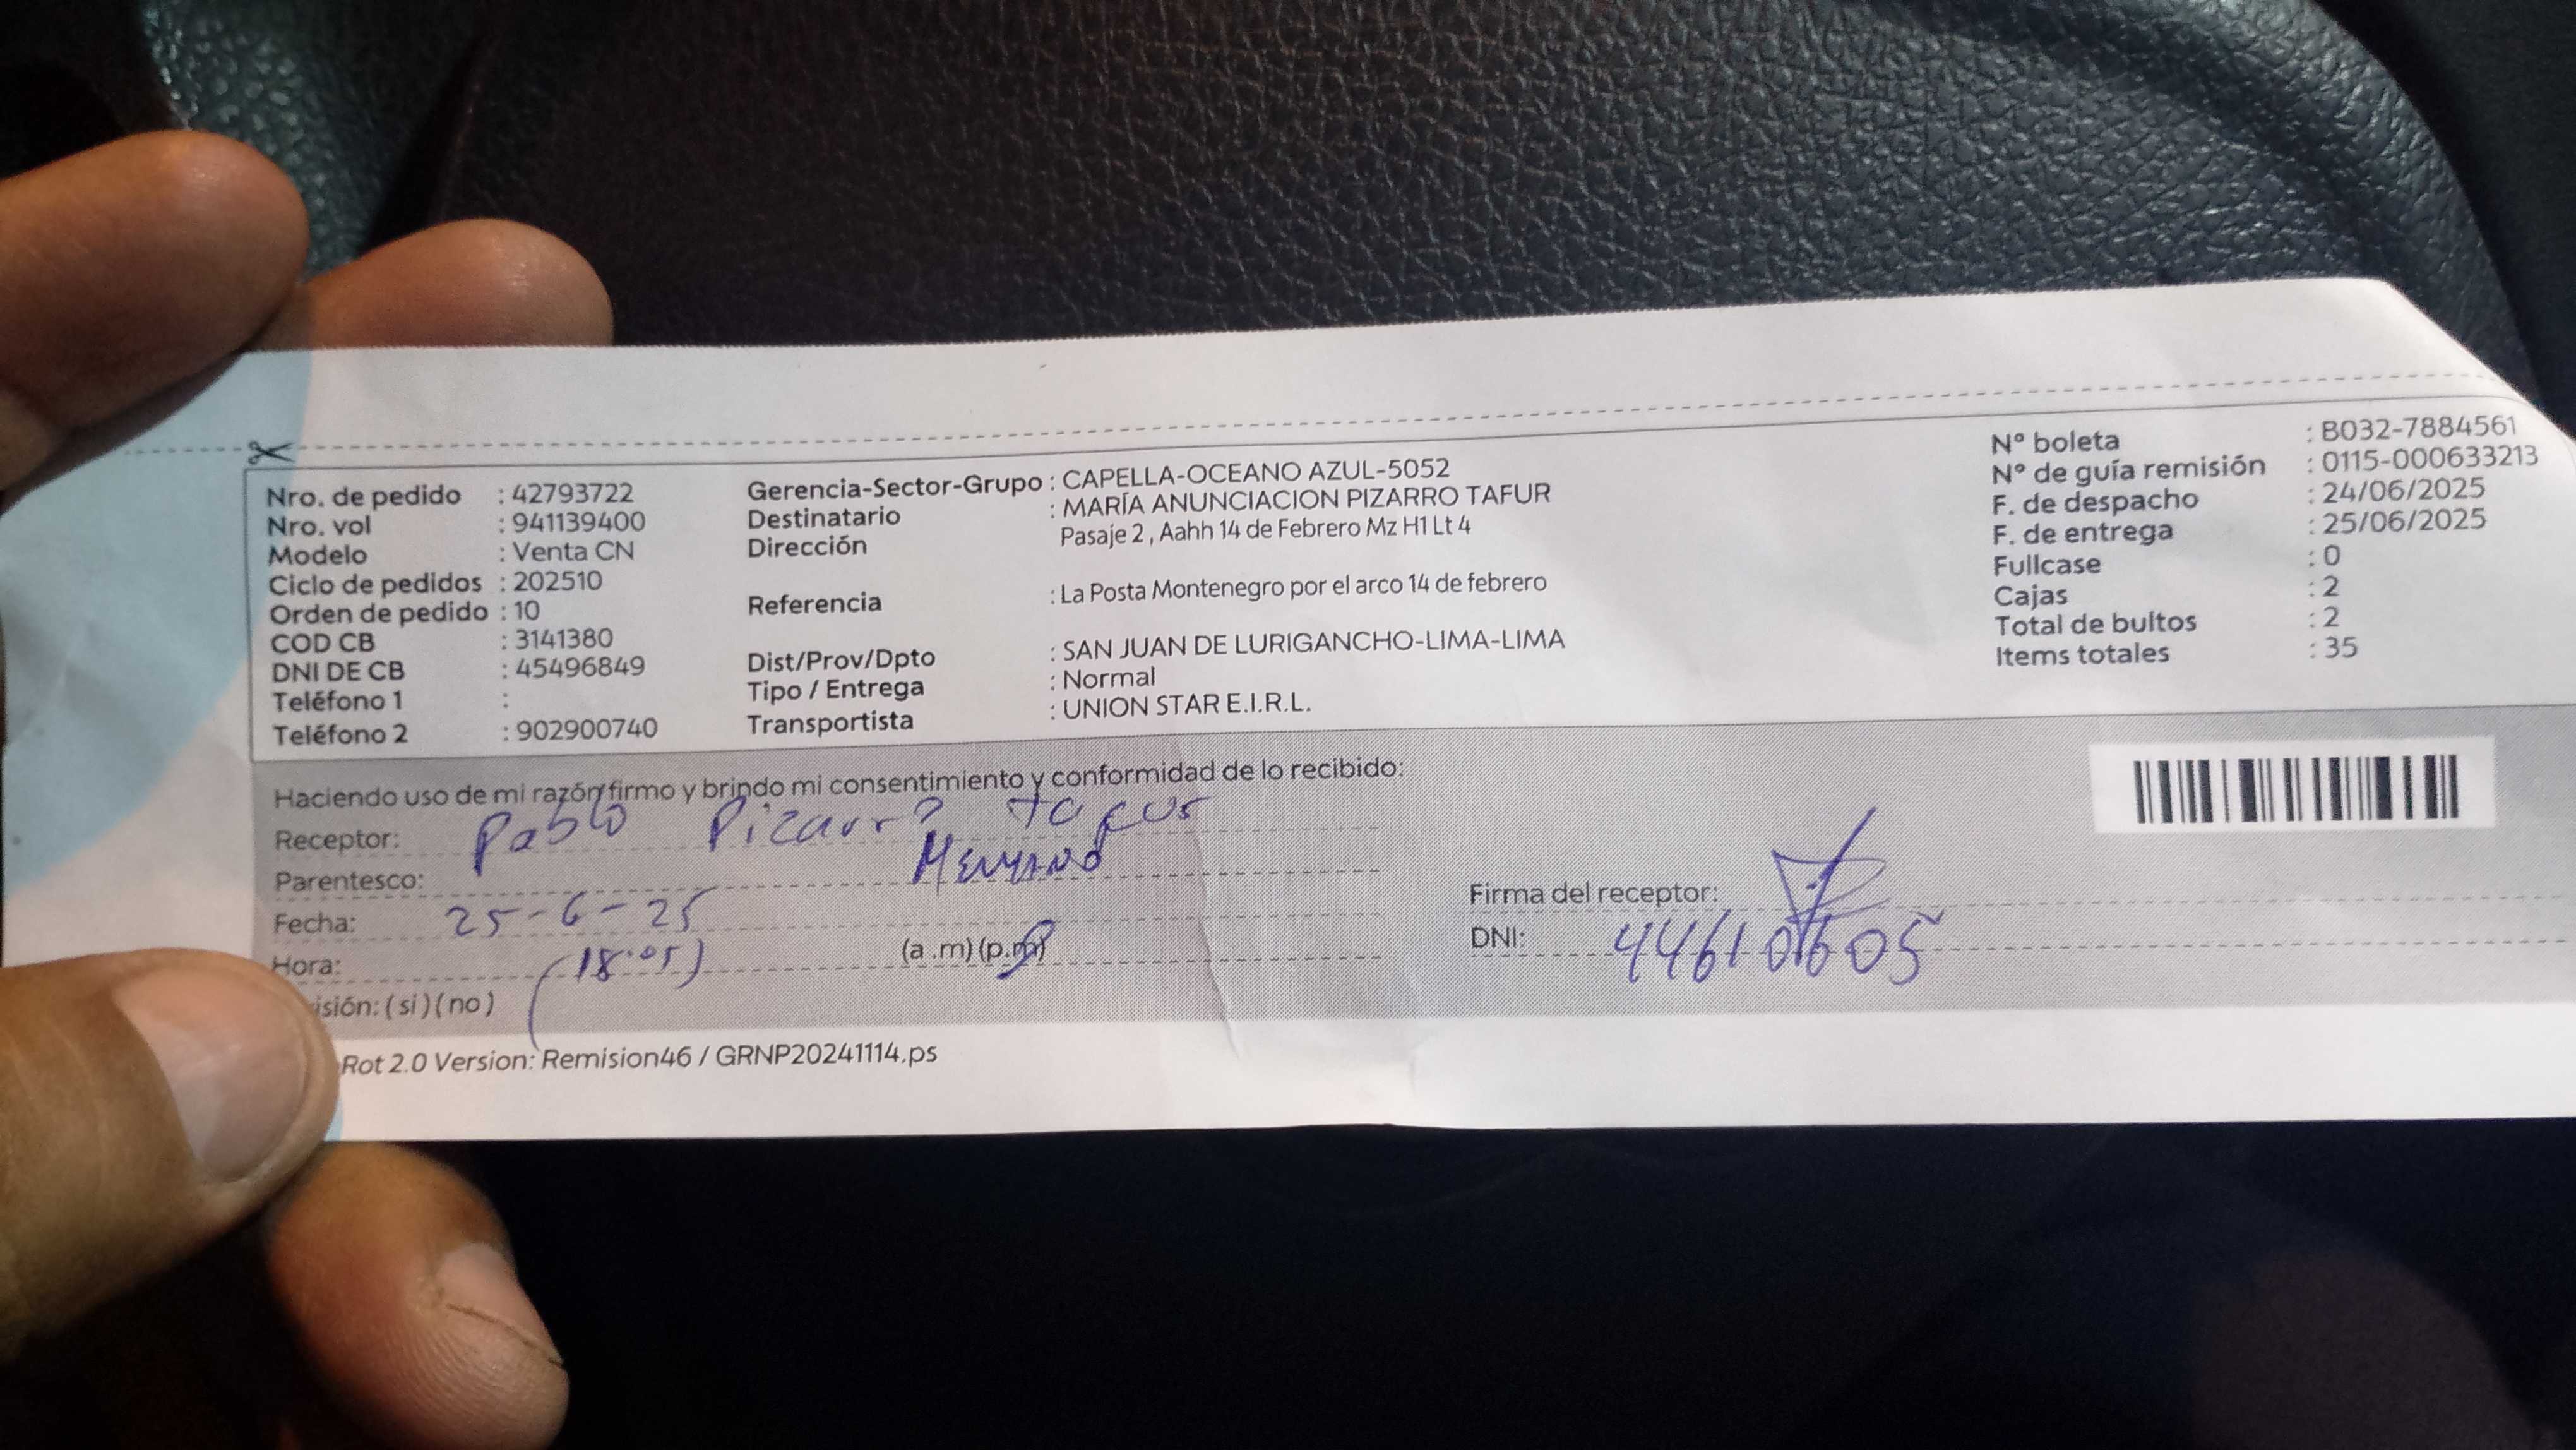 Nro. de pedido : 42793722
Nro. vol : 941139400
Modelo : Venta CN
Ciclo de pedidos : 202510
Orden de pedido : 10
COD CB : 3141380
DNI DE CB : 45496849
Teléfono 1 :
Teléfono 2 : 902900740
Gerencia-Sector-Grupo : CAPELLA-OCEANO AZUL-5052
Destinatario : MARÍA ANUNCIACION PIZARRO TAFUR
Dirección Pasaje 2 , Aahh 14 de Febrero Mz H1 Lt 4
Referencia : La Posta Montenegro por el arco 14 de febrero
Dist/Prov/Dpto : SAN JUAN DE LURIGANCHO-LIMA-LIMA
Tipo / Entrega : Normal
Transportista : UNION STAR E.I.R.L.
Nº boleta : B032-7884561
Nº de guía remisión : 0115-000633213
F. de despacho : 24/06/2025
F. de entrega : 25/06/2025
Fullcase : 0
Cajas : 2
Total de bultos : 2
Items totales : 35
Haciendo uso de mi razón firmo y brindo mi consentimiento y conformidad de lo recibido:
Receptor: Pablo Pizarro Tafur
Parentesco: Hermano
Fecha: 25-6-25
Hora: (18:05) (a.m) (p.m)
isión: (si) (no)
Firma del receptor:
DNI: 44610605
Rot 2.0 Version: Remision46 / GRNP20241114.ps